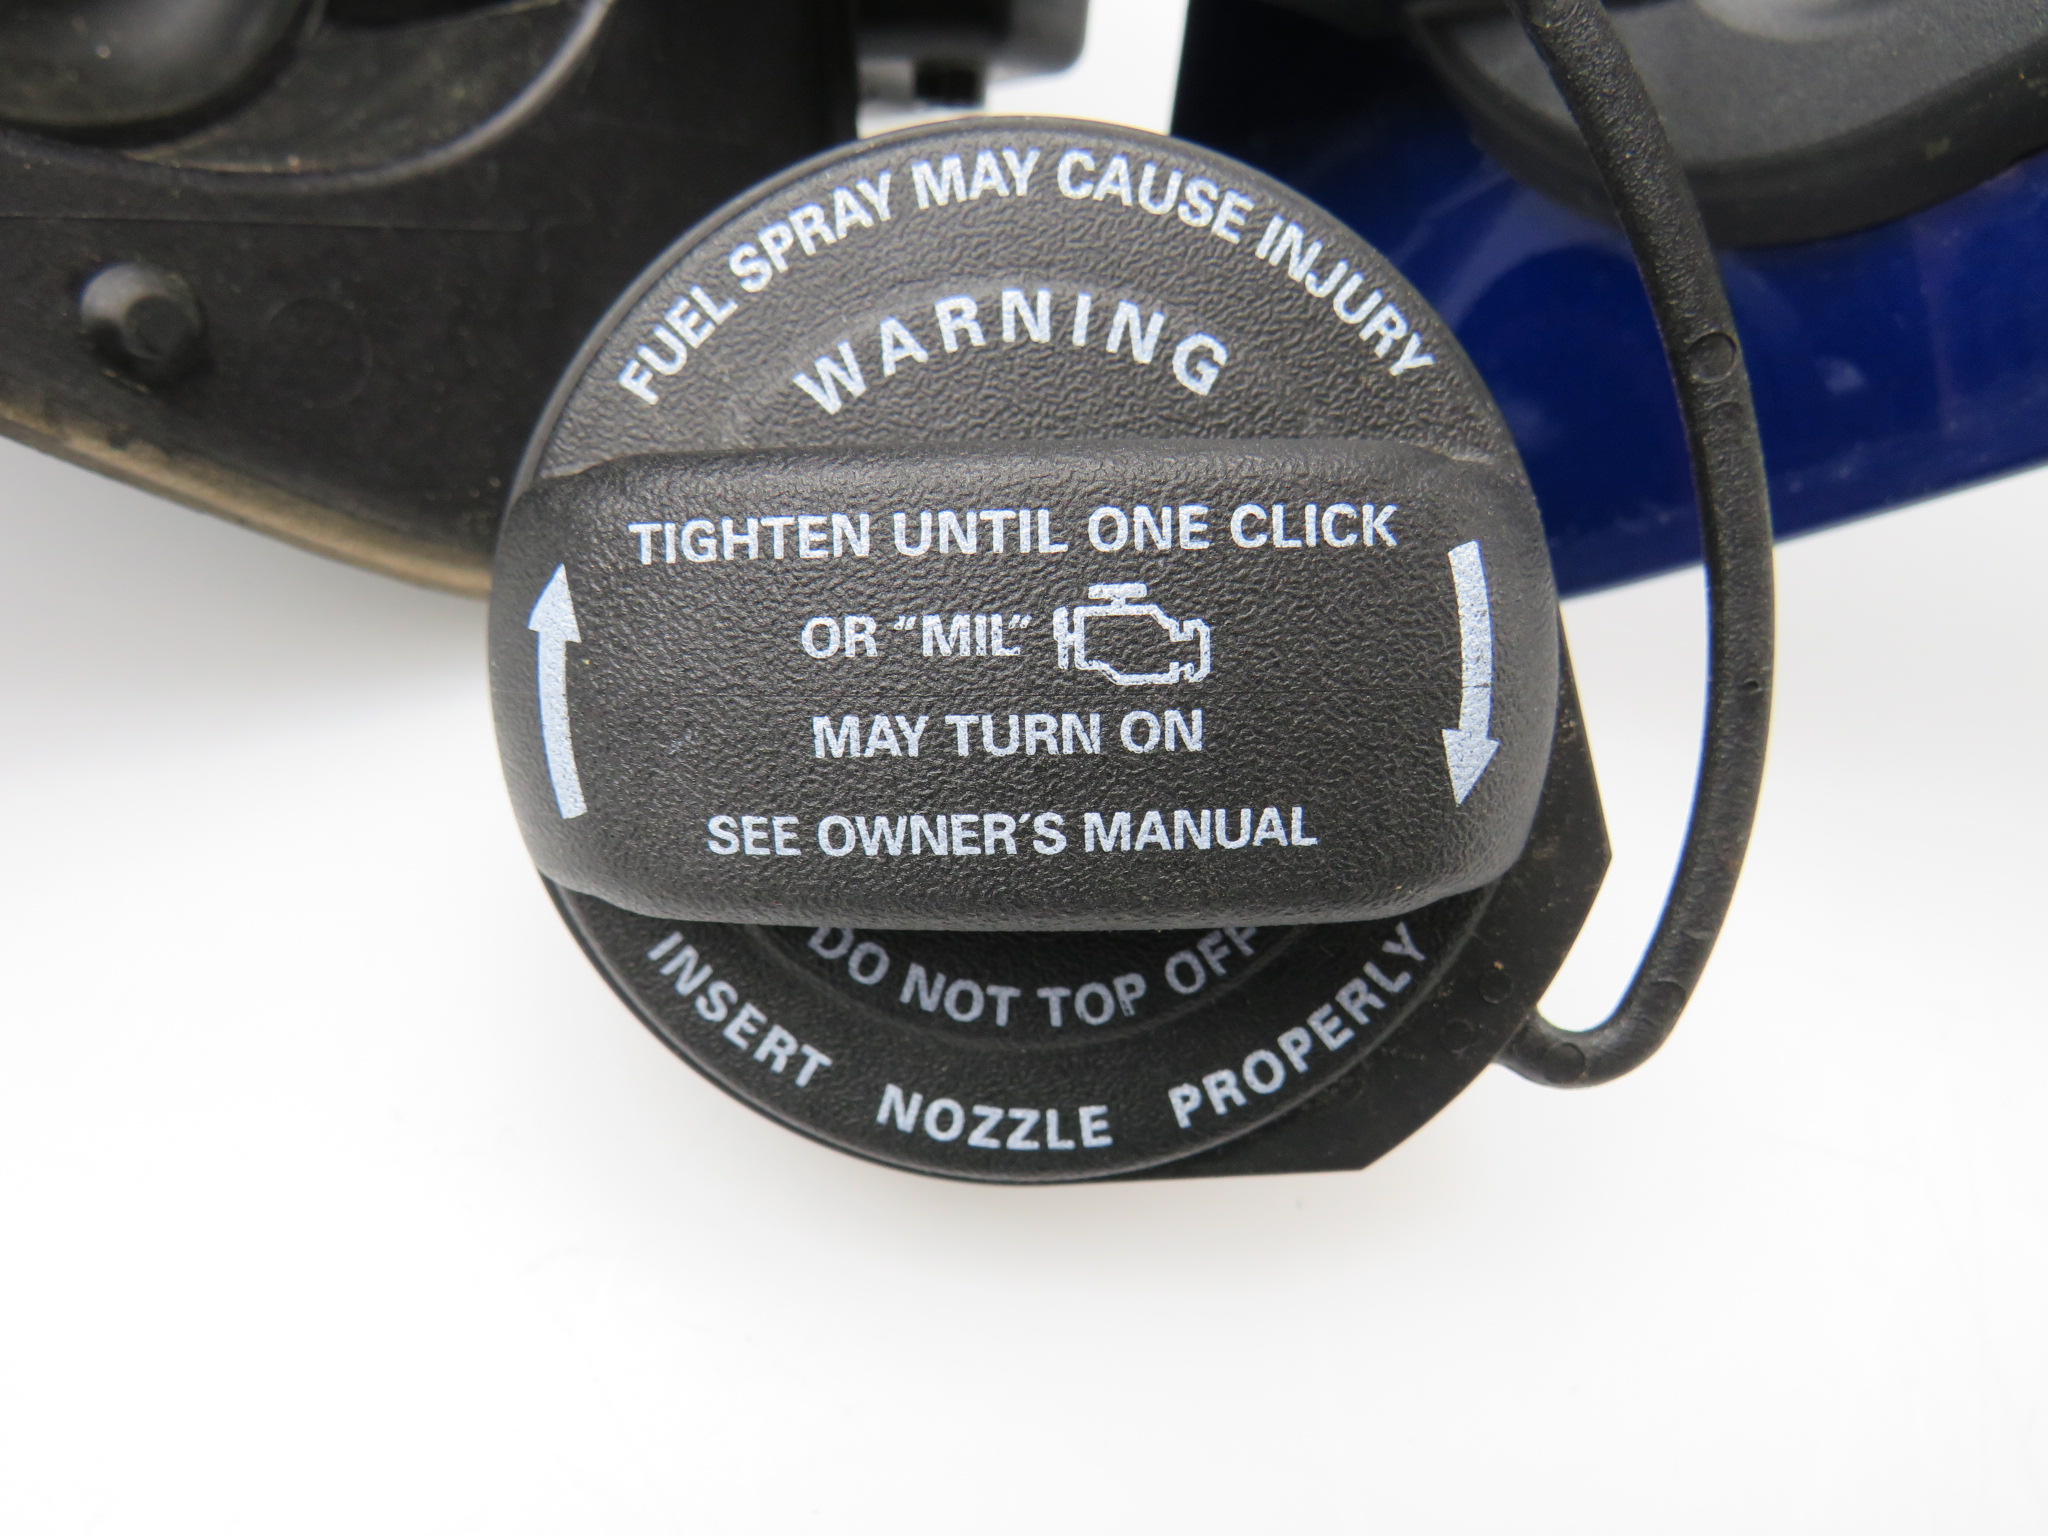 FUEL SPRAY MAY CAUSE INJURY
WARNING
TIGHTEN UNTIL ONE CLICK
OR "MIL"
MAY TURN ON
SEE OWNER'S MANUAL
DO NOT TOP OFF
INSERT NOZZLE PROPERLY